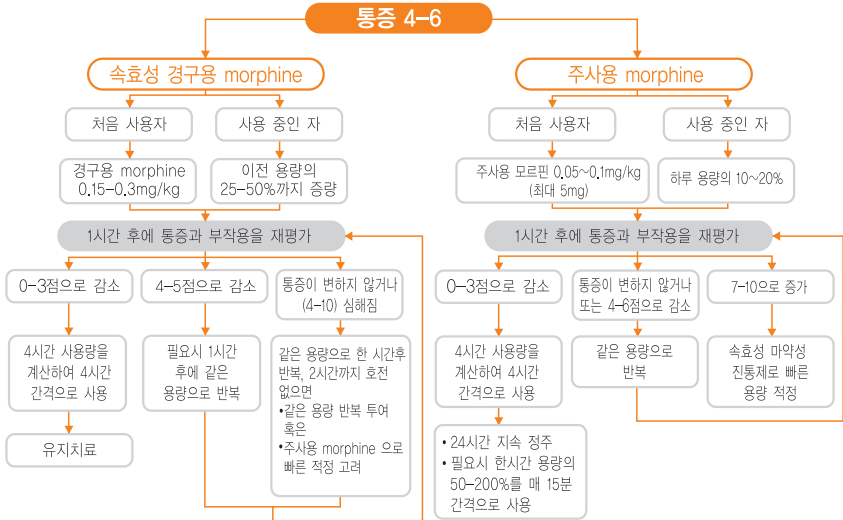 통증 4-6
속효성 경구용 morphine
처음 사용자
사용 중인 자
경구용 morphine
0.15-0.3mg/kg
이전 용량의
25-50%까지 증량
1시간 후에 통증과 부작용을 재평가
0-3점으로 감소
4-5점으로 감소
통증이 변하지 않거나
(4-10) 심해짐
4시간 사용량을
계산하여 4시간
간격으로 사용
필요시 1시간
후에 같은
용량으로 반복
같은 용량으로 한 시간후
반복, 2시간까지 호전
없으면
•같은 용량 반복 투여
혹은
•주사용 morphine 으로
빠른 적정 고려
유지치료
주사용 morphine
처음 사용자
사용 중인 자
주사용 모르핀 0.05~0.1mg/kg
(최대 5mg)
하루 용량의 10~20%
1시간 후에 통증과 부작용을 재평가
0-3점으로 감소
통증이 변하지 않거나
또는 4-6점으로 감소
7-10으로 증가
4시간 사용량을
계산하여 4시간
간격으로 사용
같은 용량으로
반복
속효성 마약성
진통제로 빠른
용량 적정
• 24시간 지속 정주
• 필요시 한시간 용량의
50-200%를 매 15분
간격으로 사용